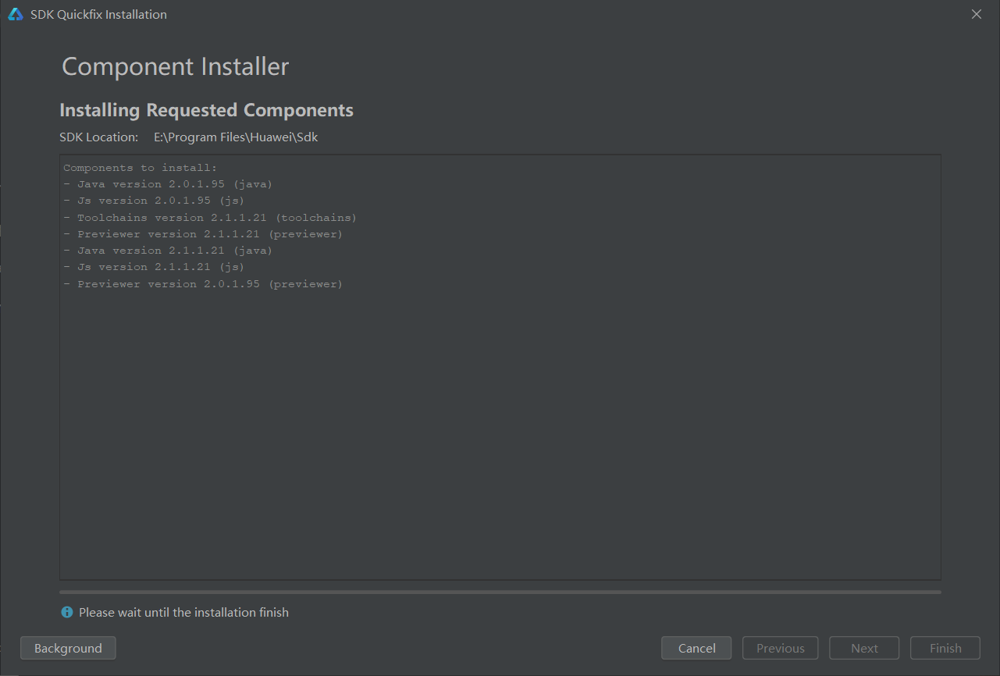 SDK Quickfix Installation
Component Installer
Installing Requested Components
SDK Location: E:\Program Files\Huawei\Sdk
Components to install:
- Java version 2.0.1.95 (java)
- Js version 2.0.1.95 (js)
- Toolchains version 2.1.1.21 (toolchains)
- Previewer version 2.1.1.21 (previewer)
- Java version 2.1.1.21 (java)
- Js version 2.1.1.21 (js)
- Previewer version 2.0.1.95 (previewer)
Please wait until the installation finish
Background Cancel Previous Next Finish